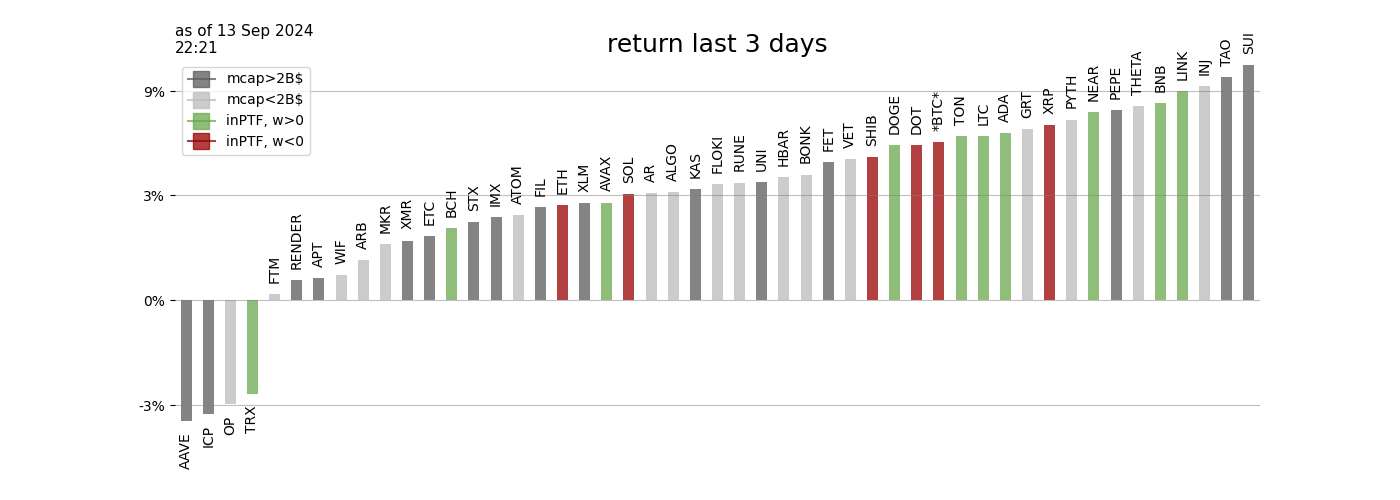 as of 13 Sep 2024
22:21
return last 3 days
mcap>2B$
mcap<2B$
inPTF, w>0
inPTF, w<0
9%
3%
0%
-3%
AAVE
ICP
OP
TRX
FTM
RENDER
APT
WIF
ARB
MKR
XMR
ETC
BCH
STX
IMX
ATOM
FIL
ETH
XLM
AVAX
SOL
AR
ALGO
KAS
FLOKI
RUNE
UNI
HBAR
BONK
FET
VET
SHIB
DOGE
DOT
*BTC*
TON
LTC
ADA
GRT
XRP
PYTH
NEAR
PEPE
THETA
BNB
LINK
INJ
TAO
SUI